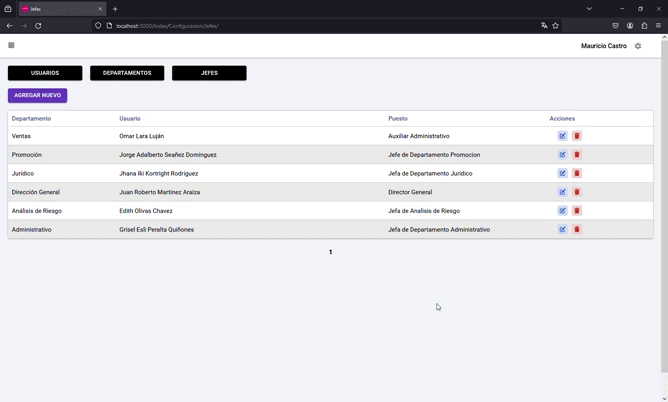 Jefes
localhost:3000/Index/Configuracion/Jefes/
Mauricio Castro
USUARIOS DEPARTAMENTOS JEFES
AGREGAR NUEVO
Departamento Usuario Puesto Acciones
Ventas Omar Lara Luján Auxiliar Administrativo
Promoción Jorge Adalberto Seañez Dominguez Jefe de Departamento Promocion
Jurídico Jhana Iki Kortright Rodriguez Jefa de Departamento Jurídico
Dirección General Juan Roberto Martinez Araiza Director General
Análisis de Riesgo Edith Olivas Chavez Jefa de Analisis de Riesgo
Administrativo Grisel Esli Peralta Quiñones Jefa de Departamento Administrativo
1